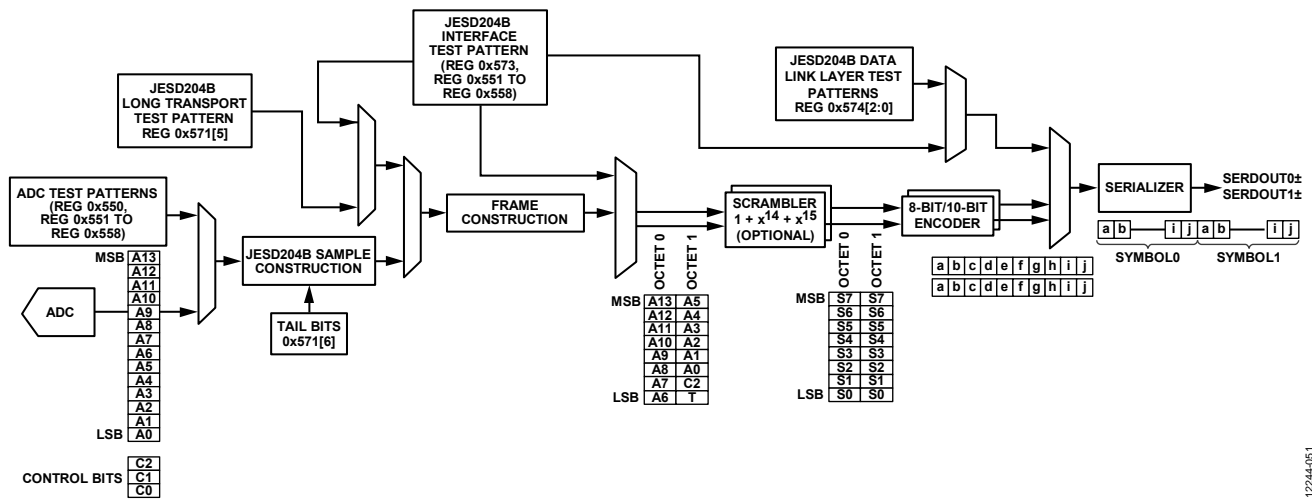 JESD204B
INTERFACE
TEST PATTERN
(REG 0x573,
REG 0x551 TO
REG 0x558)
JESD204B
LONG TRANSPORT
TEST PATTERN
REG 0x571[5]
JESD204B DATA
LINK LAYER TEST
PATTERNS
REG 0x574[2:0]
ADC TEST PATTERNS
(REG 0x550,
REG 0x551 TO
REG 0x558)
JESD204B SAMPLE
CONSTRUCTION
FRAME
CONSTRUCTION
SCRAMBLER
1 + x14 + x15
(OPTIONAL)
8-BIT/10-BIT
ENCODER
SERIALIZER
SERDOUT0±
SERDOUT1±
ADC
TAIL BITS
0x571[6]
MSB A13
A12
A11
A10
A9
A8
A7
A6
A5
A4
A3
A2
A1
LSB A0
CONTROL BITS
C2
C1
C0
OCTET 0
OCTET 1
MSB A13 A5
A12 A4
A11 A3
A10 A2
A9 A1
A8 A0
A7 C2
LSB A6 T
OCTET 0
OCTET 1
MSB S7 S7
S6 S6
S5 S5
S4 S4
S3 S3
S2 S2
S1 S1
LSB S0 S0
a b c d e f g h i j
a b c d e f g h i j
a b i j a b i j
SYMBOL0 SYMBOL1
12244-051